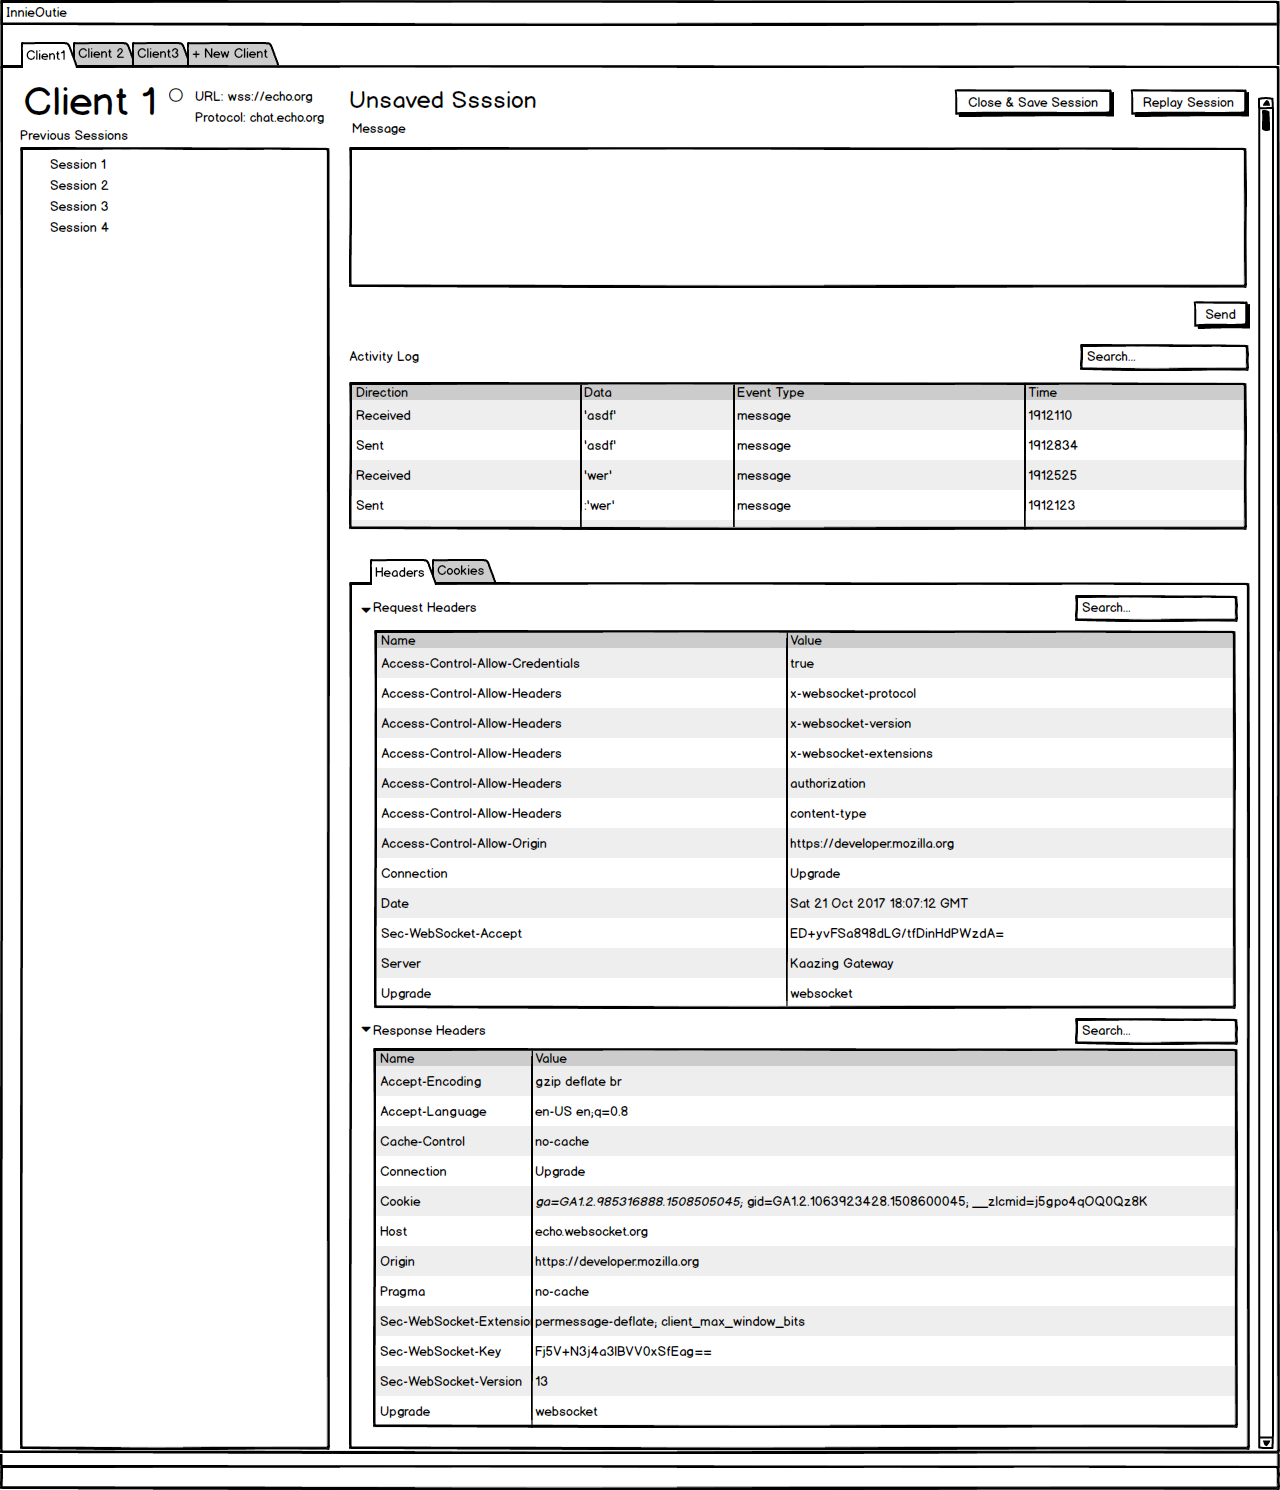 InnieOutie
Client1 Client 2 Client3 + New Client
Client 1
URL: wss://echo.org
Protocol: chat.echo.org
Previous Sessions
Session 1
Session 2
Session 3
Session 4
Unsaved Ssssion
Close & Save Session Replay Session
Message
Send
Activity Log Search...
Direction Data Event Type Time
Received 'asdf' message 1912110
Sent 'asdf' message 1912834
Received 'wer' message 1912525
Sent :'wer' message 1912123
Headers Cookies
Request Headers Search...
Name Value
Access-Control-Allow-Credentials true
Access-Control-Allow-Headers x-websocket-protocol
Access-Control-Allow-Headers x-websocket-version
Access-Control-Allow-Headers x-websocket-extensions
Access-Control-Allow-Headers authorization
Access-Control-Allow-Headers content-type
Access-Control-Allow-Origin https://developer.mozilla.org
Connection Upgrade
Date Sat 21 Oct 2017 18:07:12 GMT
Sec-WebSocket-Accept ED+yvFSa898dLG/tfDinHdPWzdA=
Server Kaazing Gateway
Upgrade websocket
Response Headers Search...
Name Value
Accept-Encoding gzip deflate br
Accept-Language en-US en;q=0.8
Cache-Control no-cache
Connection Upgrade
Cookie ga=GA1.2.985316888.1508505045; gid=GA1.2.1063923428.1508600045; __zlcmid=j5gpo4qOQ0Qz8K
Host echo.websocket.org
Origin https://developer.mozilla.org
Pragma no-cache
Sec-WebSocket-Extensio permessage-deflate; client_max_window_bits
Sec-WebSocket-Key Fj5V+N3j4a3lBVV0xSfEag==
Sec-WebSocket-Version 13
Upgrade websocket